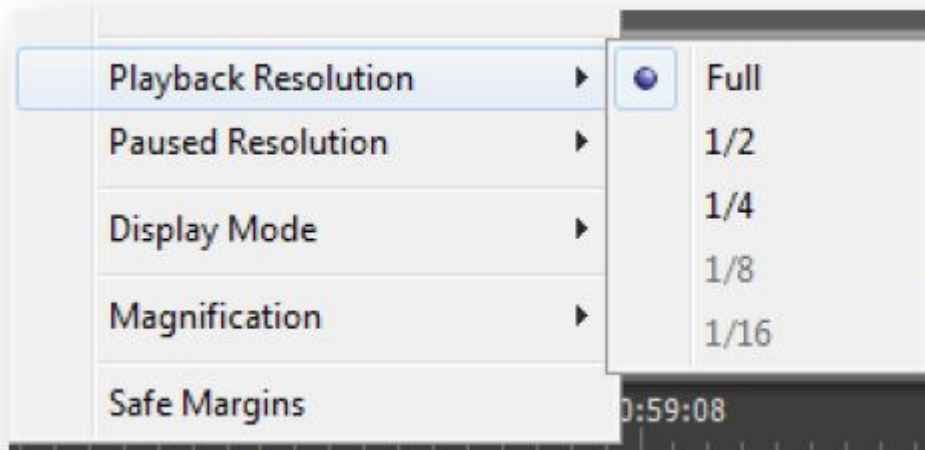 Playback Resolution
Paused Resolution
Display Mode
Magnification
Safe Margins
Full
1/2
1/4
1/8
1/16
0:59:08